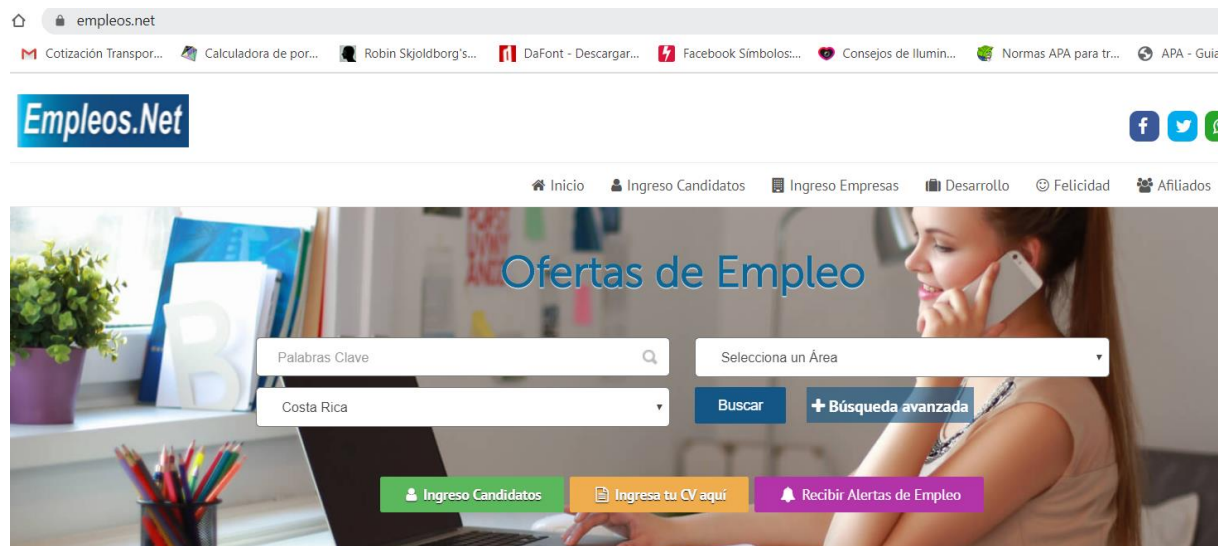 empleos.net
Cotización Transpor... Calculadora de por... Robin Skjoldborg's... DaFont - Descargar... Facebook Símbolos:... Consejos de Ilumin... Normas APA para tr... APA - Guia
Empleos.Net
Inicio Ingreso Candidatos Ingreso Empresas Desarrollo Felicidad Afiliados
Ofertas de Empleo
Palabras Clave Selecciona un Área
Costa Rica Buscar + Búsqueda avanzada
Ingreso Candidatos Ingresa tu CV aquí Recibir Alertas de Empleo